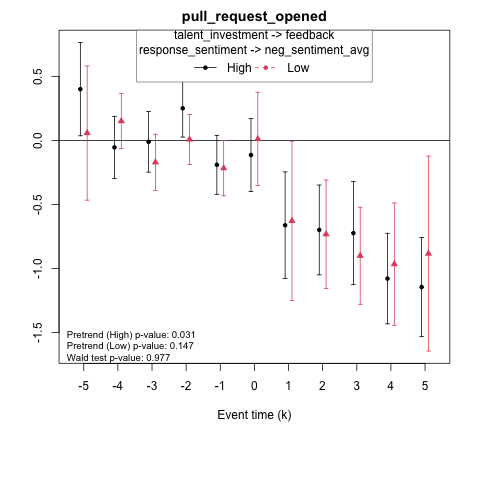 pull_request_opened
talent_investment -> feedback
response_sentiment -> neg_sentiment_avg
High Low
0.5
0.0
-0.5
-1.0
-1.5
Pretrend (High) p-value: 0.031
Pretrend (Low) p-value: 0.147
Wald test p-value: 0.977
-5 -4 -3 -2 -1 0 1 2 3 4 5
Event time (k)